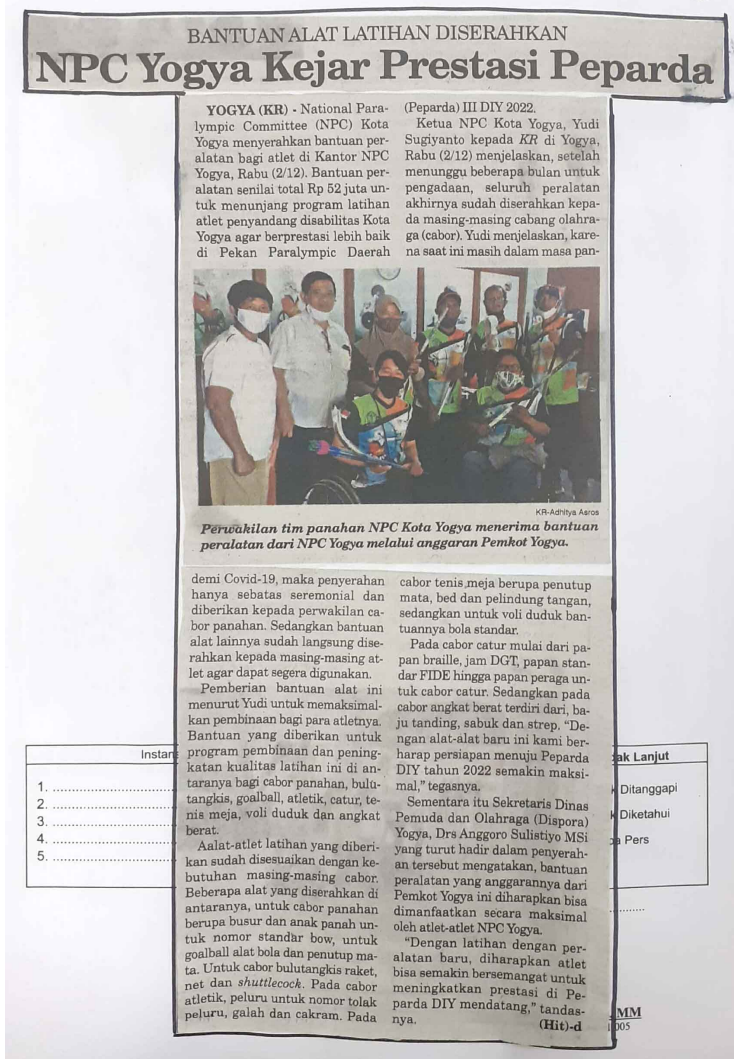 BANTUAN ALAT LATIHAN DISERAHKAN
NPC Yogya Kejar Prestasi Peparda
YOGYA (KR) - National Para-
lympic Committee (NPC) Kota
Yogya menyerahkan bantuan per-
alatan bagi atlet di Kantor NPC
Yogya, Rabu (2/12). Bantuan per-
alatan senilai total Rp 52 juta un-
tuk menunjang program latihan
atlet penyandang disabilitas Kota
Yogya agar berprestasi lebih baik
di Pekan Paralympic Daerah
(Peparda) III DIY 2022.
Ketua NPC Kota Yogya, Yudi
Sugiyanto kepada KR di Yogya,
Rabu (2/12) menjelaskan, setelah
menunggu beberapa bulan untuk
pengadaan, seluruh peralatan
akhirnya sudah diserahkan kepa-
da masing-masing cabang olahra-
ga (cabor). Yudi menjelaskan, kare-
na saat ini masih dalam masa pan-
KR-Adhitya Asros
Perwakilan tim panahan NPC Kota Yogya menerima bantuan
peralatan dari NPC Yogya melalui anggaran Pemkot Yogya.
demi Covid-19, maka penyerahan
hanya sebatas seremonial dan
diberikan kepada perwakilan ca-
bor panahan. Sedangkan bantuan
alat lainnya sudah langsung dise-
rahkan kepada masing-masing at-
let agar dapat segera digunakan.
Pemberian bantuan alat ini
menurut Yudi untuk memaksimal-
kan pembinaan bagi para atletnya.
Bantuan yang diberikan untuk
program pembinaan dan pening-
katan kualitas latihan ini di an-
taranya bagi cabor panahan, bulu-
tangkis, goalball, atletik, catur, te-
nis meja, voli duduk dan angkat
berat.
Aalat-atlet latihan yang diberi-
kan sudah disesuaikan dengan ke-
butuhan masing-masing cabor.
Beberapa alat yang diserahkan di
antaranya, untuk cabor panahan
berupa busur dan anak panah un-
tuk nomor standar bow, untuk
goalball alat bola dan penutup ma-
ta. Untuk cabor bulutangkis raket,
net dan shuttlecock. Pada cabor
atletik, peluru untuk nomor tolak
peluru, galah dan cakram. Pada
cabor tenis meja berupa penutup
mata, bed dan pelindung tangan,
sedangkan untuk voli duduk ban-
tuannya bola standar.
Pada cabor catur mulai dari pa-
pan braille, jam DGT, papan stan-
dar FIDE hingga papan peraga un-
tuk cabor catur. Sedangkan pada
cabor angkat berat terdiri dari, ba-
ju tanding, sabuk dan strep. “De-
ngan alat-alat baru ini kami ber-
harap persiapan menuju Peparda
DIY tahun 2022 semakin maksi-
mal,” tegasnya.
Sementara itu Sekretaris Dinas
Pemuda dan Olahraga (Dispora)
Yogya, Drs Anggoro Sulistiyo MSi
yang turut hadir dalam penyerah-
an tersebut mengatakan, bantuan
peralatan yang anggarannya dari
Pemkot Yogya ini diharapkan bisa
dimanfaatkan secara maksimal
oleh atlet-atlet NPC Yogya.
“Dengan latihan dengan per-
alatan baru, diharapkan atlet
bisa semakin bersemangat untuk
meningkatkan prestasi di Pe-
parda DIY mendatang,” tandas-
nya. (Hit)-d
Instan
1. ....................
2. ....................
3. ....................
4. ....................
5. ....................
ak Lanjut
Ditanggapi
Diketahui
Pers
MM
005